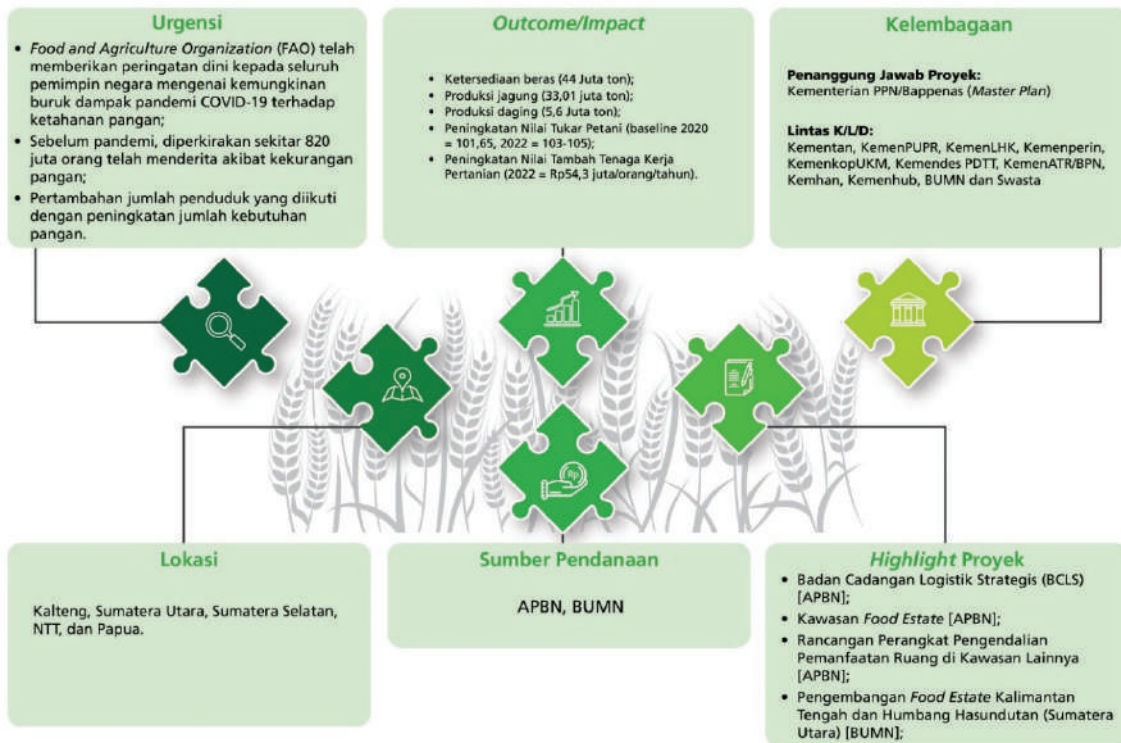 Urgensi
• Food and Agriculture Organization (FAO) telah
memberikan peringatan dini kepada seluruh
pemimpin negara mengenai kemungkinan
buruk dampak pandemi COVID-19 terhadap
ketahanan pangan;
• Sebelum pandemi, diperkirakan sekitar 820
juta orang telah menderita akibat kekurangan
pangan;
• Pertambahan jumlah penduduk yang diikuti
dengan peningkatan jumlah kebutuhan
pangan.
Outcome/Impact
• Ketersediaan beras (44 Juta ton);
• Produksi jagung (33,01 juta ton);
• Produksi daging (5,6 Juta ton);
• Peningkatan Nilai Tukar Petani (baseline 2020
= 101,65, 2022 = 103-105);
• Peningkatan Nilai Tambah Tenaga Kerja
Pertanian (2022 = Rp54,3 juta/orang/tahun).
Kelembagaan
Penanggung Jawab Proyek:
Kementerian PPN/Bappenas (Master Plan)
Lintas K/L/D:
Kementan, KemenPUPR, KemenLHK, Kemenperin,
KemenkopUKM, Kemendes PDTT, KemenATR/BPN,
Kemhan, Kemenhub, BUMN dan Swasta
Rp
Lokasi
Kalteng, Sumatera Utara, Sumatera Selatan,
NTT, dan Papua.
Sumber Pendanaan
APBN, BUMN
Highlight Proyek
• Badan Cadangan Logistik Strategis (BCLS)
[APBN];
• Kawasan Food Estate [APBN];
• Rancangan Perangkat Pengendalian
Pemanfaatan Ruang di Kawasan Lainnya
[APBN];
• Pengembangan Food Estate Kalimantan
Tengah dan Humbang Hasundutan (Sumatera
Utara) [BUMN];